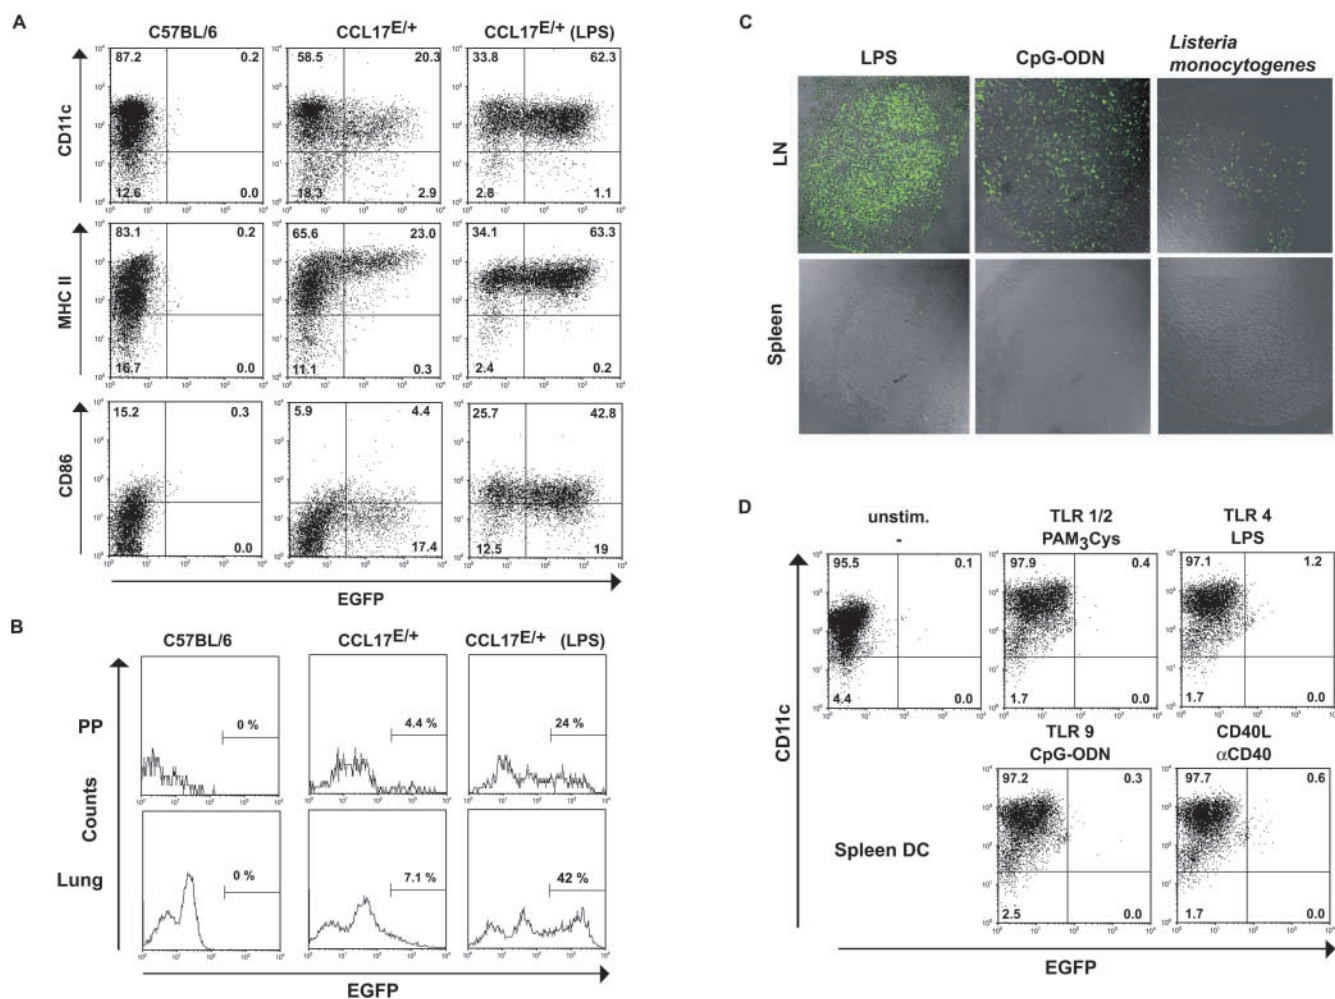 A
C57BL/6 CCL17E/+ CCL17E/+ (LPS)
CD11c
87.2 0.2 58.5 20.3 33.8 62.3
12.6 0.0 18.3 2.9 2.8 1.1
MHC II
83.1 0.2 65.6 23.0 34.1 63.3
16.7 0.0 11.1 0.3 2.4 0.2
CD86
15.2 0.3 5.9 4.4 25.7 42.8
0.0 17.4 12.5 19
EGFP
B
C57BL/6 CCL17E/+ CCL17E/+ (LPS)
PP
0 % 4.4 % 24 %
Counts
Lung
0 % 7.1 % 42 %
EGFP
C
LPS CpG-ODN Listeria
monocytogenes
LN
Spleen
D
unstim. TLR 1/2 TLR 4
- PAM3Cys LPS
95.5 0.1 97.9 0.4 97.1 1.2
4.4 0.0 1.7 0.0 1.7 0.0
CD11c
TLR 9 CD40L
CpG-ODN αCD40
97.2 0.3 97.7 0.6
Spleen DC
2.5 0.0 1.7 0.0
EGFP